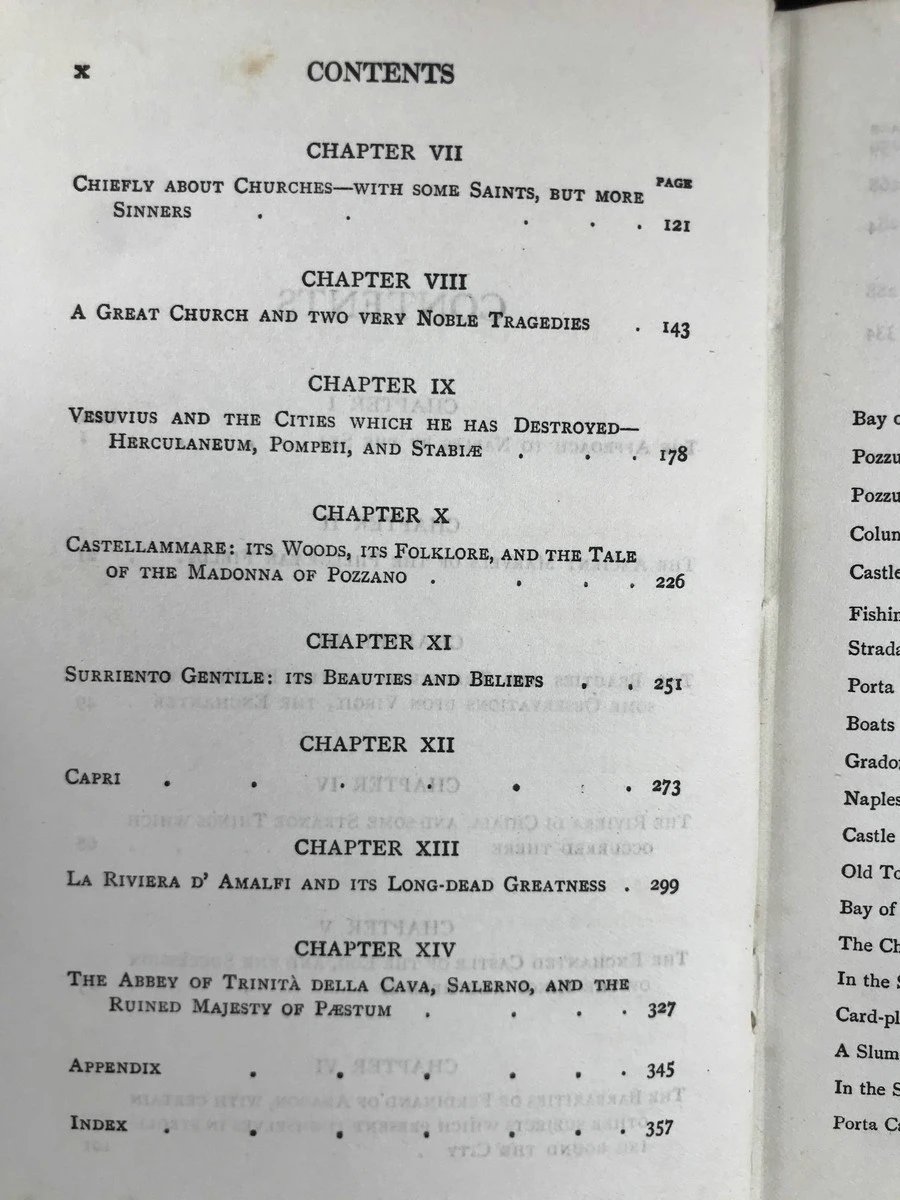 x CONTENTS
CHAPTER VII
PAGE
Chiefly about Churches—with some Saints, but more
Sinners . . . . . 121
CHAPTER VIII
A Great Church and two very Noble Tragedies . 143
CHAPTER IX
Vesuvius and the Cities which he has Destroyed—
Herculaneum, Pompeii, and Stabiæ . . . 178
CHAPTER X
Castellammare: its Woods, its Folklore, and the Tale
of the Madonna of Pozzano . . . . 226
CHAPTER XI
Surriento Gentile: its Beauties and Beliefs . . 251
CHAPTER XII
Capri . . . . . . . 273
CHAPTER XIII
La Riviera d' Amalfi and its Long-dead Greatness . 299
CHAPTER XIV
The Abbey of Trinità della Cava, Salerno, and the
Ruined Majesty of Pæstum . . . . 327
Appendix . . . . . . 345
Index . . . . . . . 357
Bay
Pozzu
Pozzu
Colum
Castle
Fishin
Strada
Porta
Boats
Grado
Naples
Castle
Old To
Bay of
The Ch
In the S
Card-pl
A Slum
In the S
Porta Ca